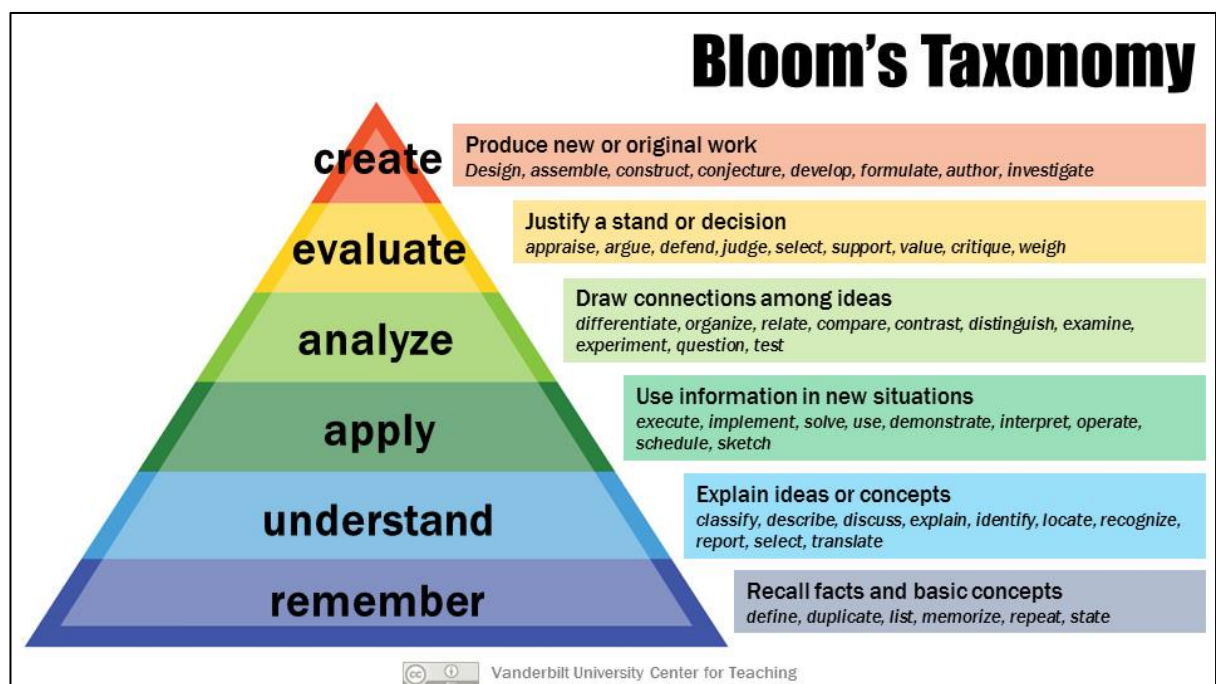 Bloom's Taxonomy
create
Produce new or original work
Design, assemble, construct, conjecture, develop, formulate, author, investigate
evaluate
Justify a stand or decision
appraise, argue, defend, judge, select, support, value, critique, weigh
analyze
Draw connections among ideas
differentiate, organize, relate, compare, contrast, distinguish, examine,
experiment, question, test
apply
Use information in new situations
execute, implement, solve, use, demonstrate, interpret, operate,
schedule, sketch
understand
Explain ideas or concepts
classify, describe, discuss, explain, identify, locate, recognize,
report, select, translate
remember
Recall facts and basic concepts
define, duplicate, list, memorize, repeat, state
cc Vanderbilt University Center for Teaching